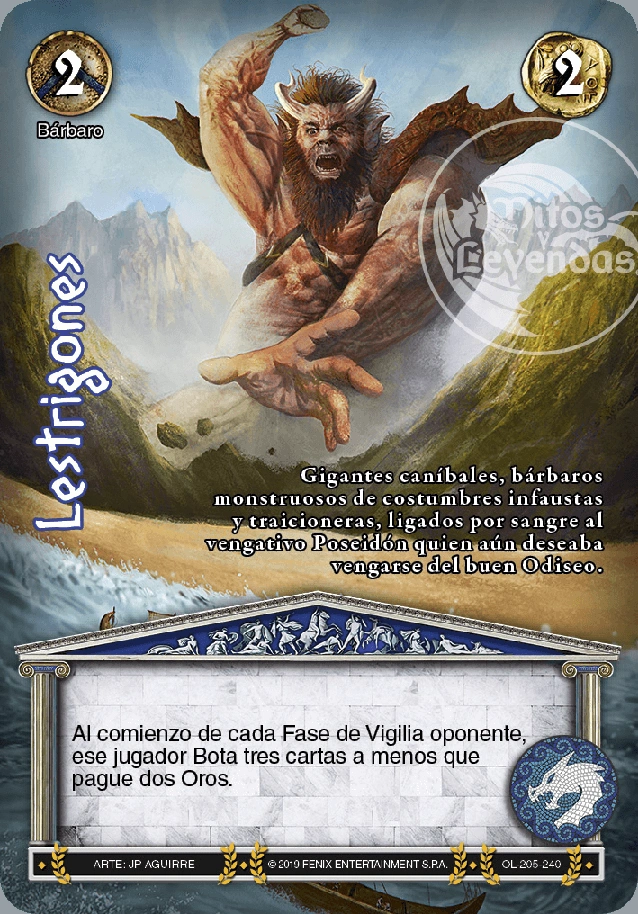 2
Bárbaro
2
Mitos
y
Leyendas
Lestrigones
Gigantes caníbales, bárbaros
monstruosos de costumbres infaustas
y traicioneras, ligados por sangre al
vengativo Poseidón quien aún deseaba
vengarse del buen Odiseo.
Al comienzo de cada Fase de Vigilia oponente,
ese jugador Bota tres cartas a menos que
pague dos Oros.
ARTE: JP AGUIRRE
© 2019 FENIX ENTERTAINMENT S.P.A.
OL 205-240